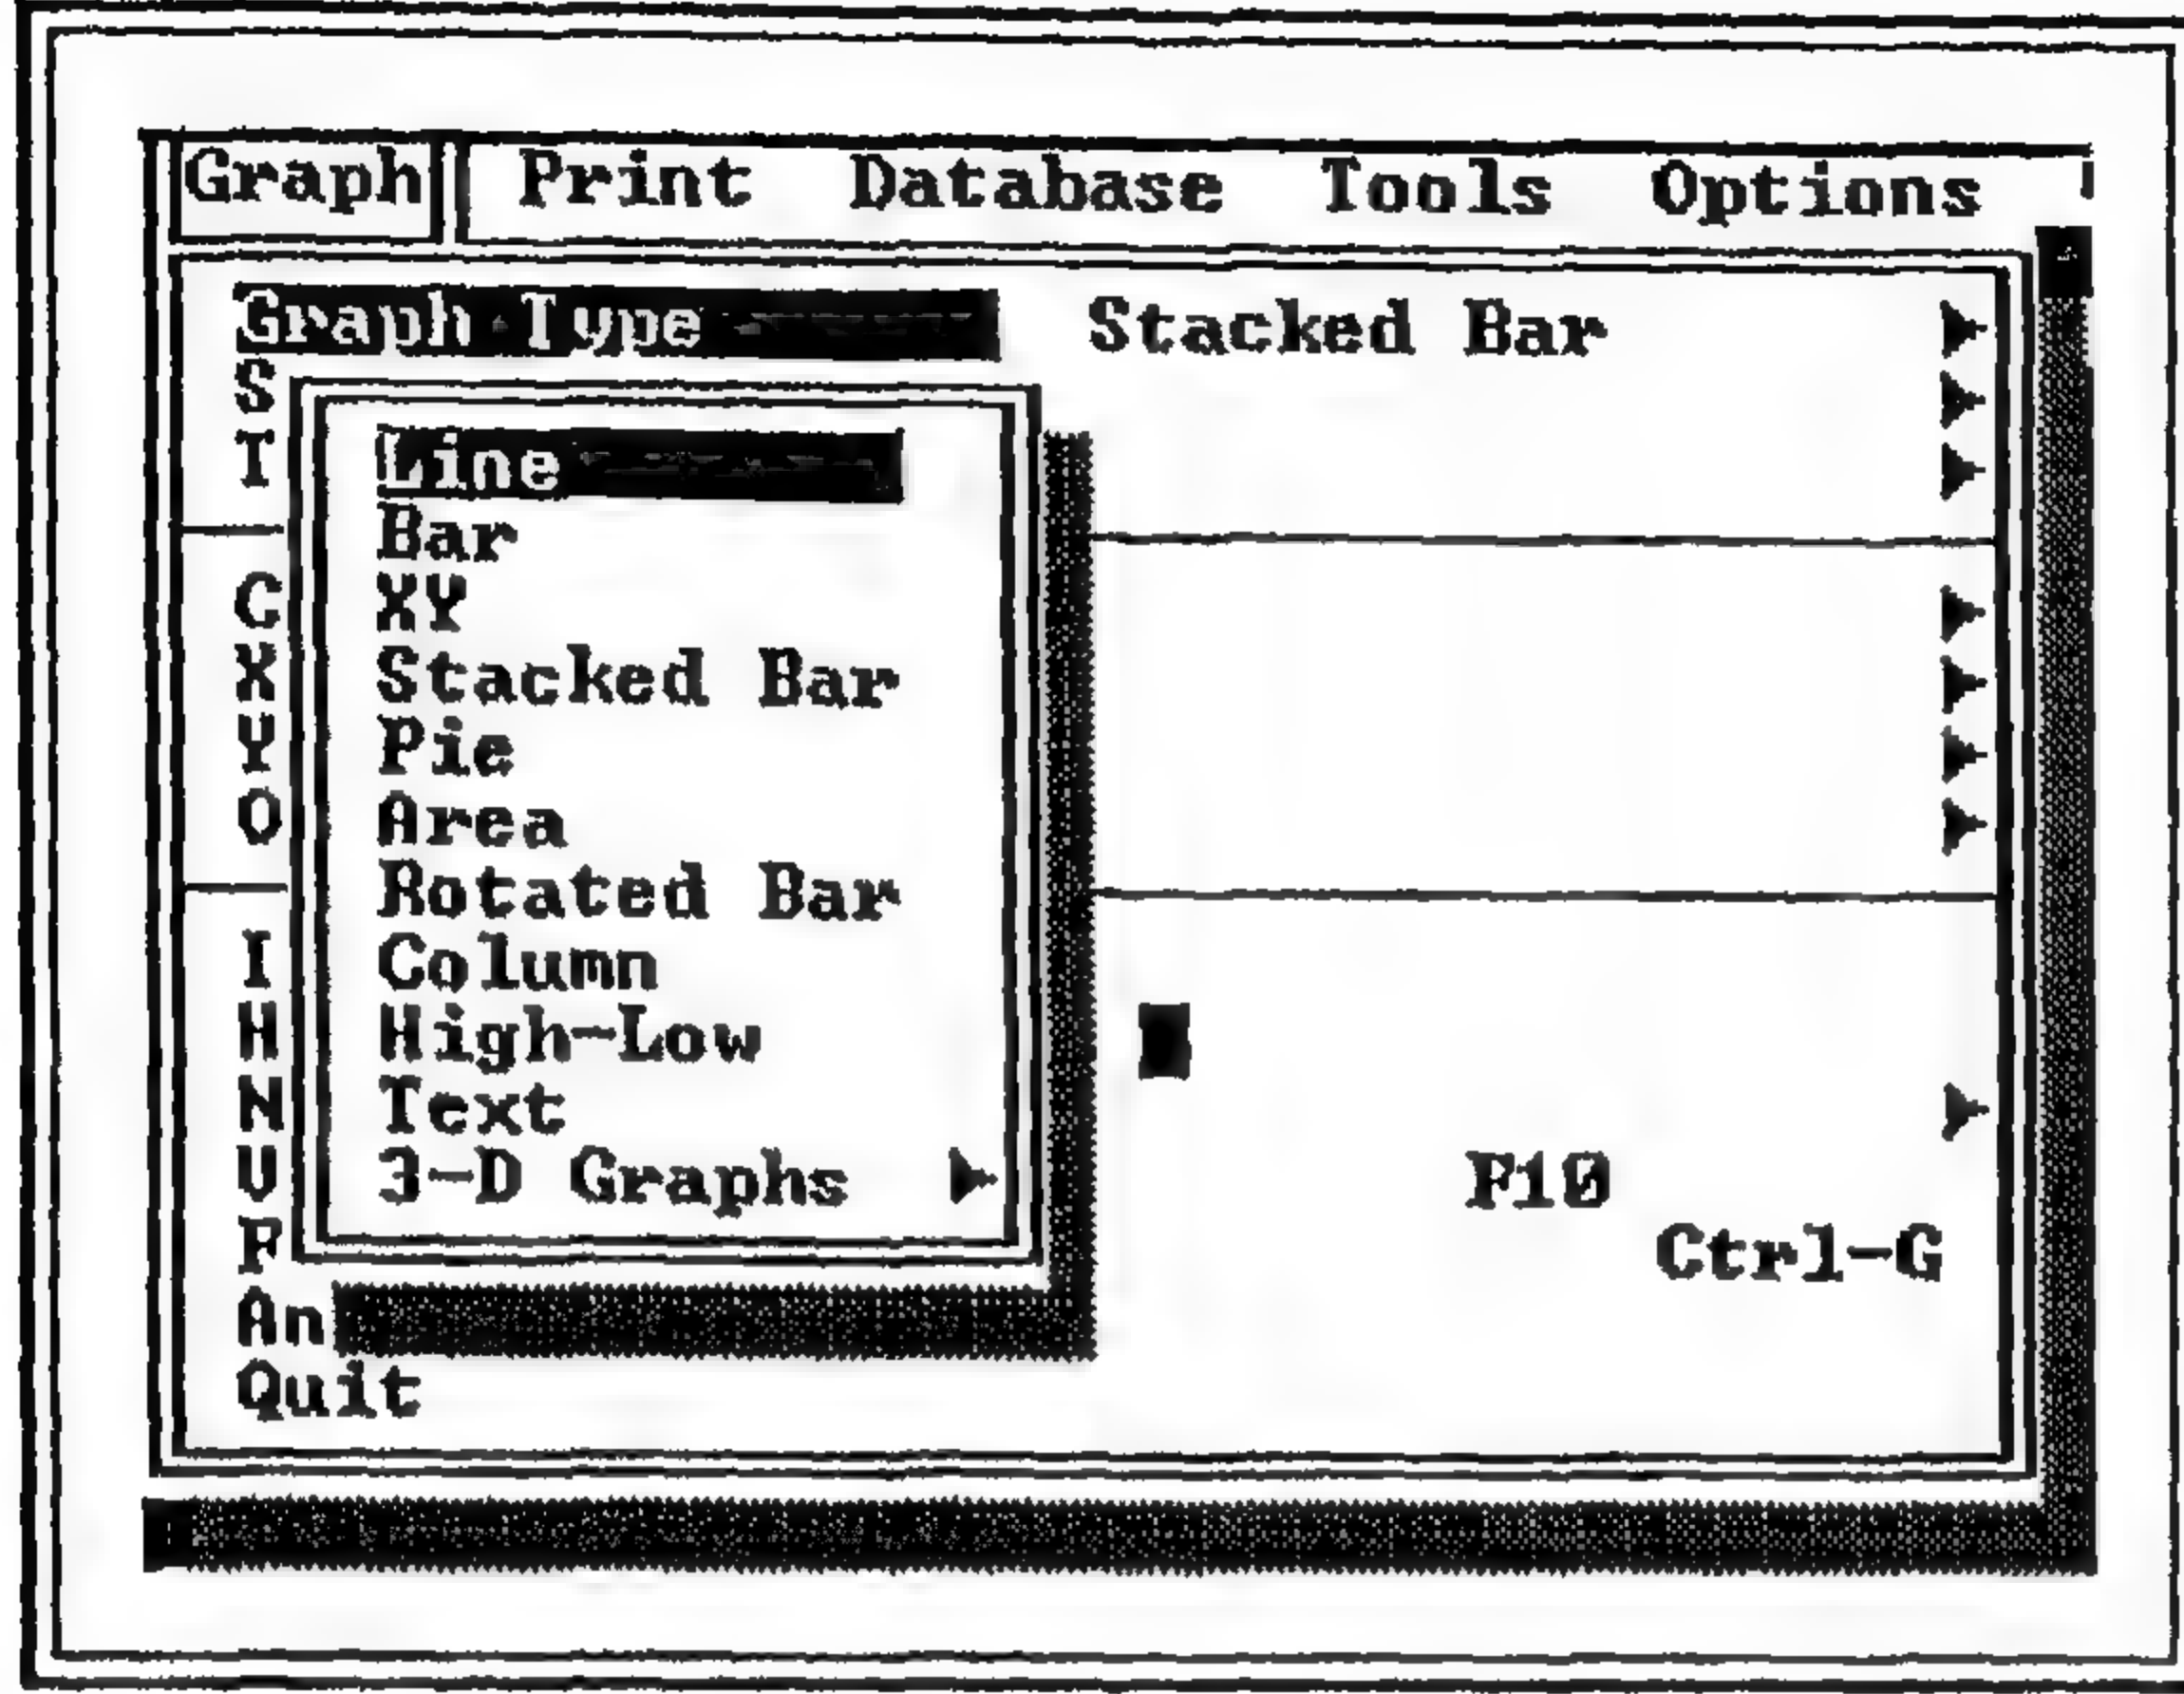 Graph Print Database Tools Options
Graph Type Stacked Bar
S
T
Line
Bar
C XY
X Stacked Bar
Y Pie
O Area
Rotated Bar
I Column
H High-Low
N Text
U 3-D Graphs F10
F Ctrl-G
An
Quit